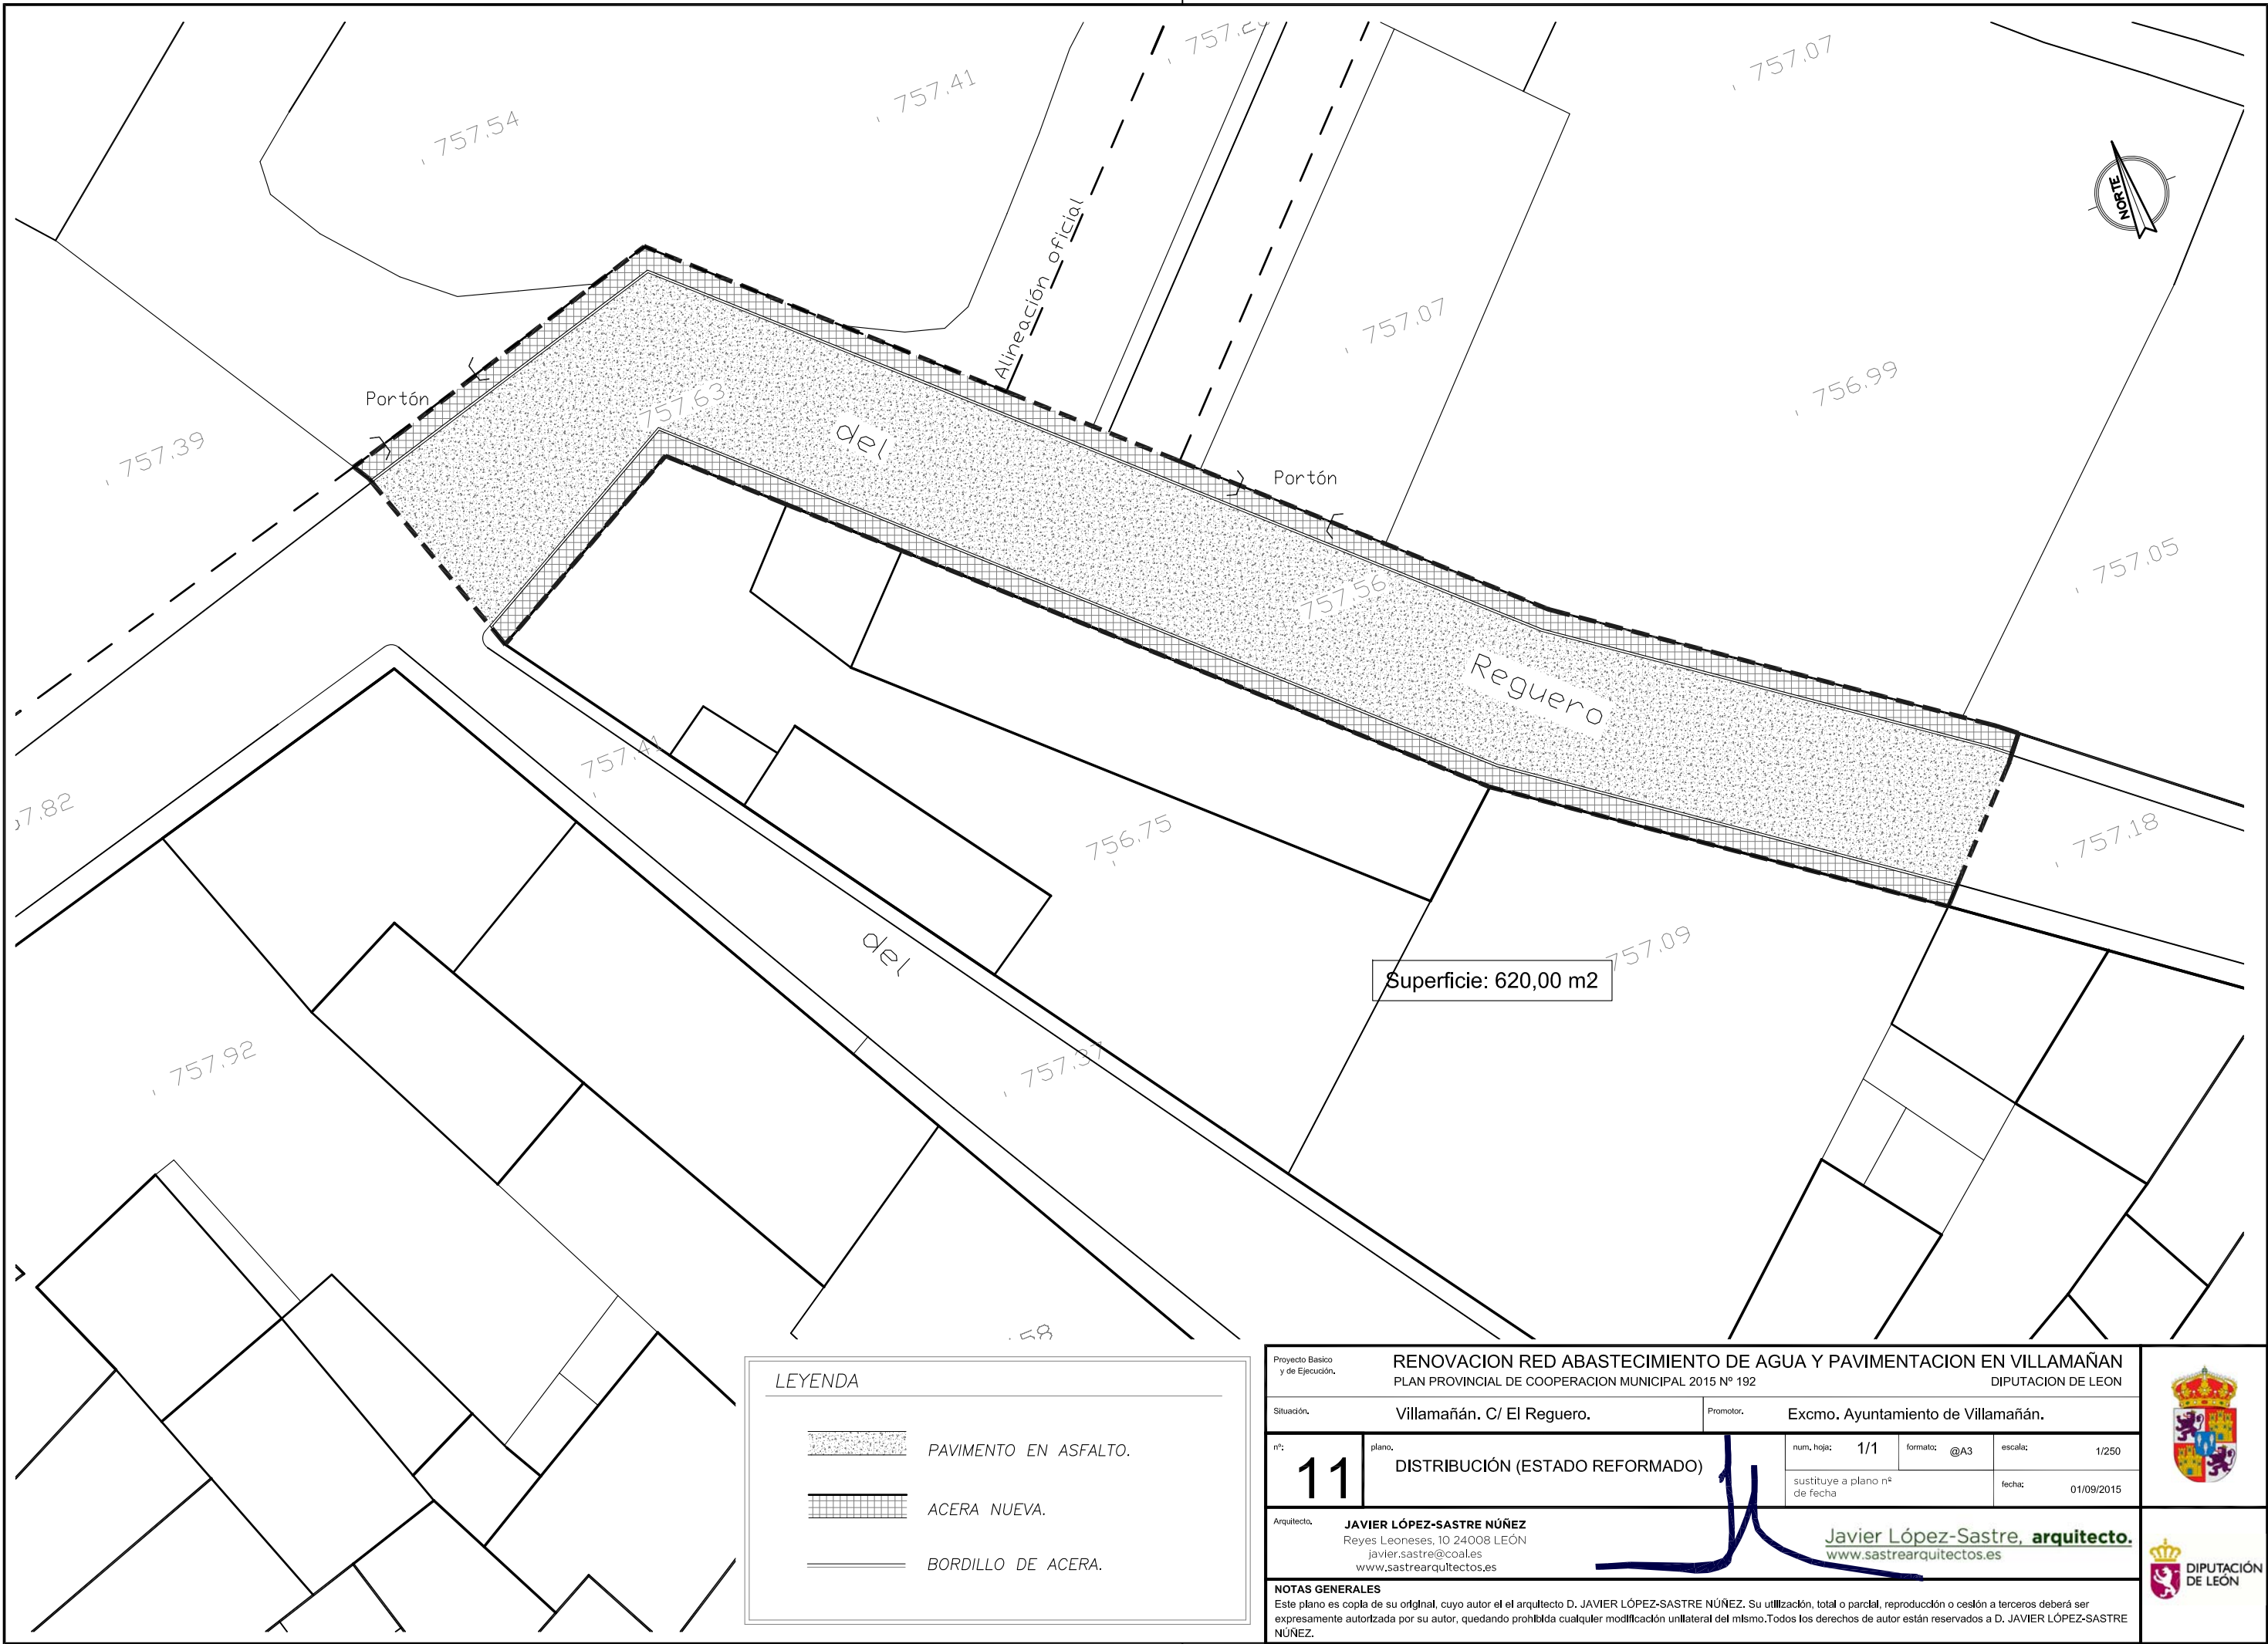 757.20
757.07
757.41
757.54
NORTE
Alineación oficial
757.07
Portón
757.63
757.39
del
756.99
Portón
757.05
757.56
Reguero
757.41
7.82
757.18
756.75
del
757.09
Superficie: 620,00 m2
757.92
757.37
58
LEYENDA
PAVIMENTO EN ASFALTO.
ACERA NUEVA.
BORDILLO DE ACERA.
Proyecto Basico
y de Ejecución.
RENOVACION RED ABASTECIMIENTO DE AGUA Y PAVIMENTACION EN VILLAMAÑAN
PLAN PROVINCIAL DE COOPERACION MUNICIPAL 2015 Nº 192
DIPUTACION DE LEON
Situación.
Villamañán. C/ El Reguero.
Promotor.
Excmo. Ayuntamiento de Villamañán.
nº:
11
plano.
DISTRIBUCIÓN (ESTADO REFORMADO)
num. hoja: 1/1
formato: @A3
escala: 1/250
sustituye a plano nº
de fecha
fecha: 01/09/2015
Arquitecto.
JAVIER LÓPEZ-SASTRE NÚÑEZ
Reyes Leoneses, 10 24008 LEÓN
javier.sastre@coal.es
www.sastrearquitectos.es
Javier López-Sastre, arquitecto.
www.sastrearquitectos.es
DIPUTACIÓN
DE LEÓN
NOTAS GENERALES
Este plano es copia de su original, cuyo autor el el arquitecto D. JAVIER LÓPEZ-SASTRE NÚÑEZ. Su utilización, total o parcial, reproducción o cesión a terceros deberá ser
expresamente autorizada por su autor, quedando prohibida cualquier modificación unilateral del mismo.Todos los derechos de autor están reservados a D. JAVIER LÓPEZ-SASTRE
NÚÑEZ.